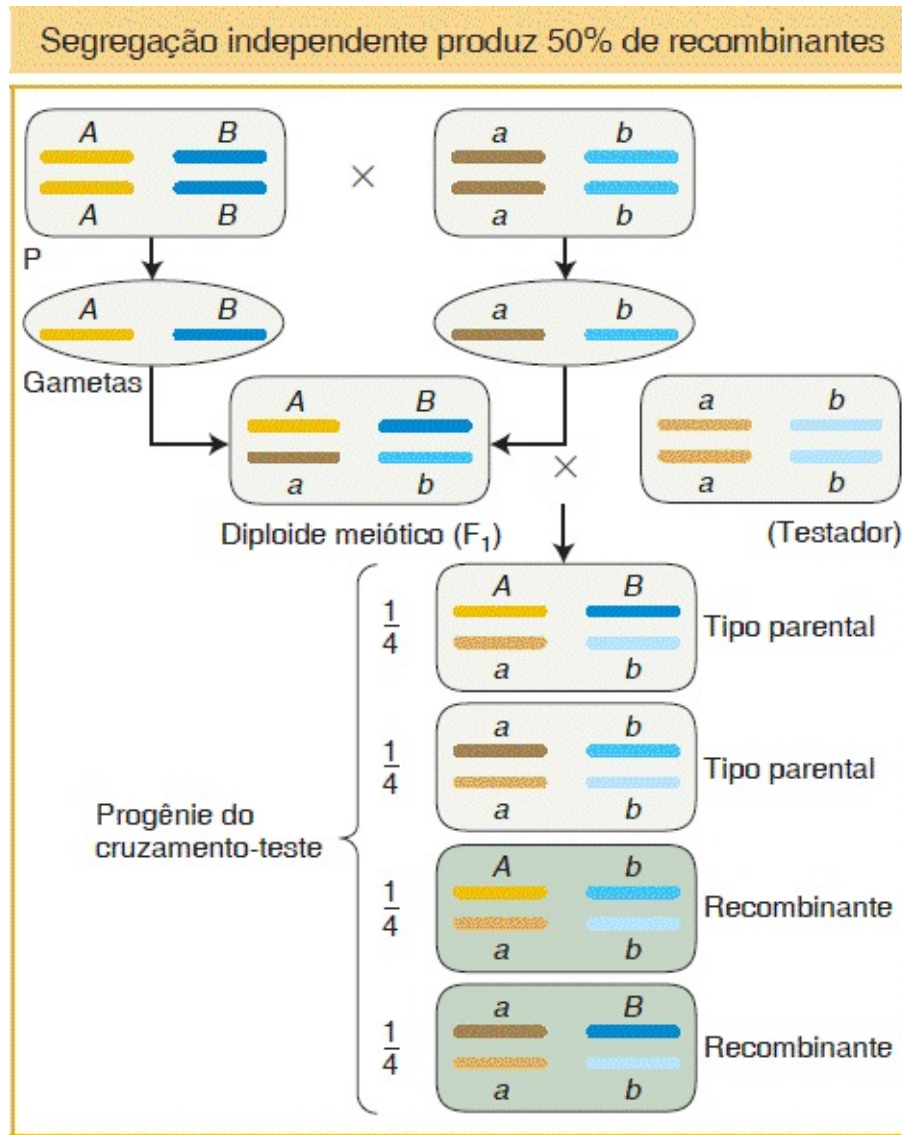 Segregação independente produz 50% de recombinantes
A B a b
×
A B a b
P
A B a b
Gametas
A B a b
×
a b a b
Diploide meiótico (F₁) (Testador)
A B
1/4 Tipo parental
a b
a b
1/4 Tipo parental
a b
Progênie do
cruzamento-teste
A b
1/4 Recombinante
a b
a B
1/4 Recombinante
a b